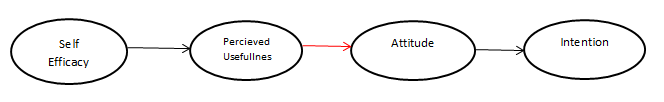 Self
Efficacy
Percieved
Usefullnes
Attitude
Intention